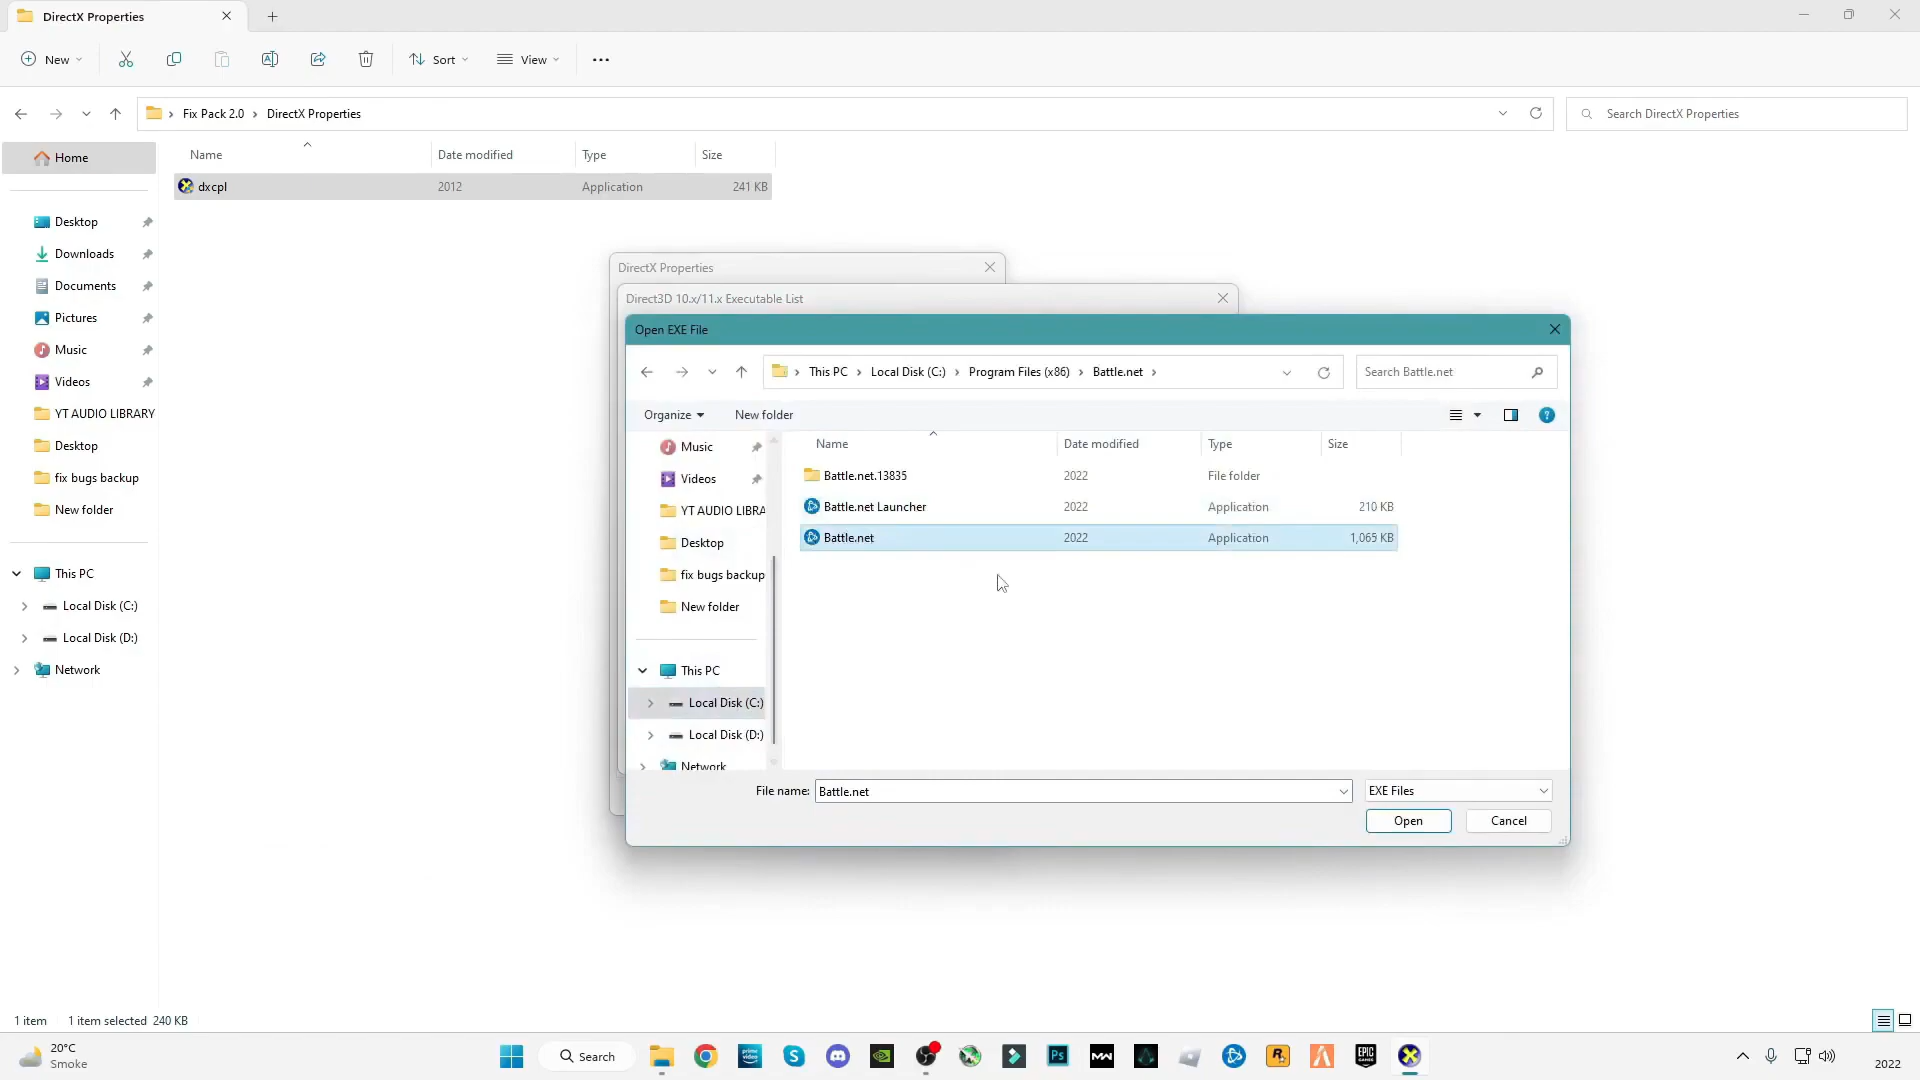 DirectX Properties
New
Sort
View
Fix Pack 2.0
DirectX Properties
Search DirectX Properties
Name
Date modified
Type
Size
dxcpl
2012
Application
241 KB
Home
Desktop
Downloads
Documents
Pictures
Music
Videos
YT AUDIO LIBRARY
Desktop
fix bugs backup
New folder
This PC
Local Disk (C:)
Local Disk (D:)
Network
DirectX Properties
Direct3D 10.x/11.x Executable List
Open EXE File
This PC
Local Disk (C:)
Program Files (x86)
Battle.net
Search Battle.net
Organize
New folder
Music
Videos
YT AUDIO LIBRA
Desktop
fix bugs backup
New folder
This PC
Local Disk (C:)
Local Disk (D:)
Network
Name
Date modified
Type
Size
Battle.net.13835
2022
File folder
Battle.net Launcher
2022
Application
210 KB
Battle.net
2022
Application
1,065 KB
File name:
Battle.net
EXE Files
Open
Cancel
1 item
1 item selected
240 KB
20°C
Smoke
Search
prime video
Ps
MW
R
EPIC GAMES
2022